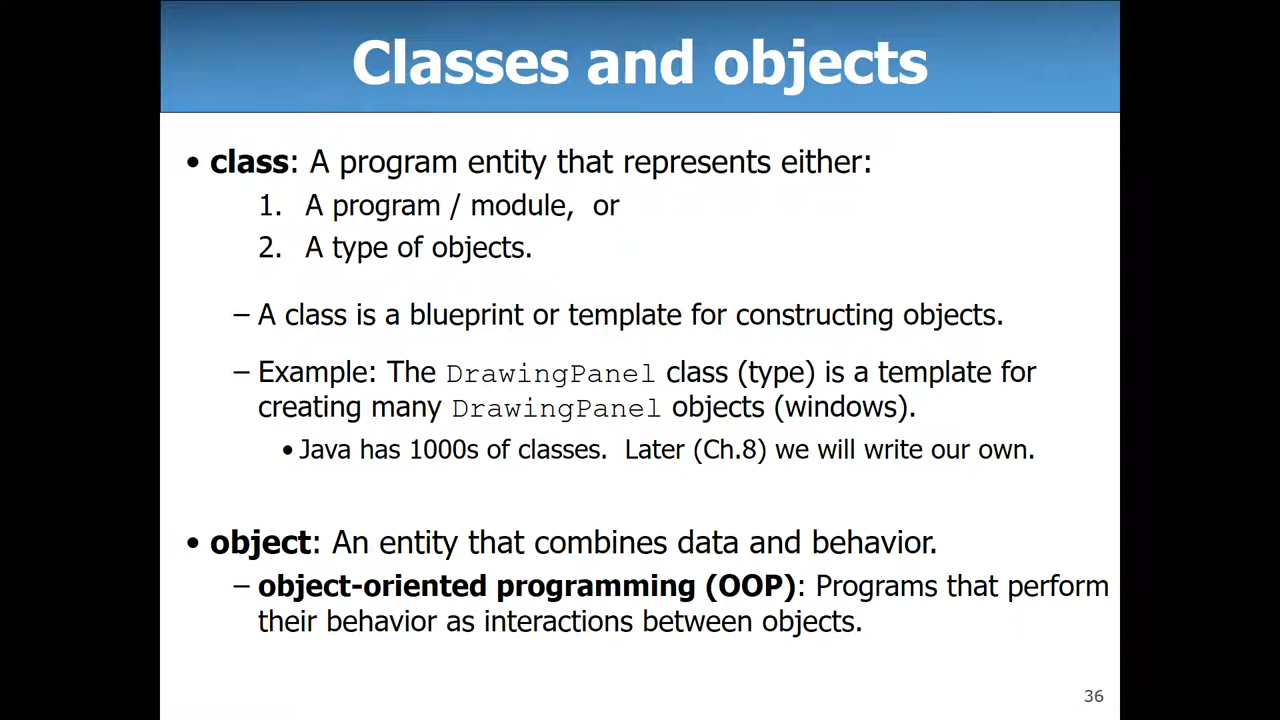 Classes and objects
• class: A program entity that represents either:
1. A program / module, or
2. A type of objects.
– A class is a blueprint or template for constructing objects.
– Example: The DrawingPanel class (type) is a template for
creating many DrawingPanel objects (windows).
• Java has 1000s of classes. Later (Ch.8) we will write our own.
• object: An entity that combines data and behavior.
– object-oriented programming (OOP): Programs that perform
their behavior as interactions between objects.
36